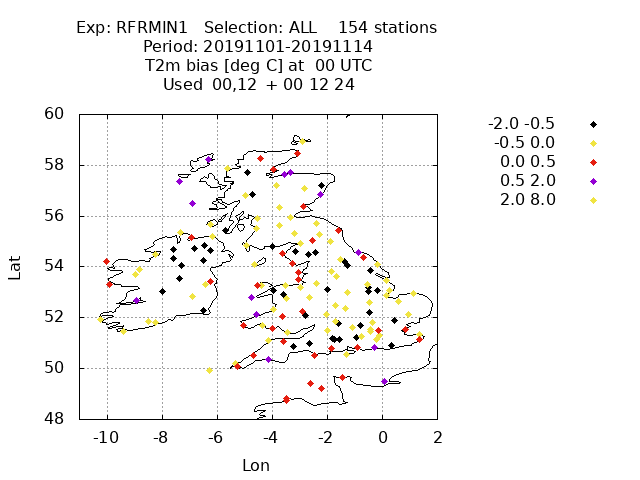 Exp: RFRMIN1 Selection: ALL 154 stations
Period: 20191101-20191114
T2m bias [deg C] at 00 UTC
Used 00,12 + 00 12 24
60
58
56
54
52
50
48
Lat
-10 -8 -6 -4 -2 0 2
Lon
-2.0 -0.5
-0.5 0.0
0.0 0.5
0.5 2.0
2.0 8.0